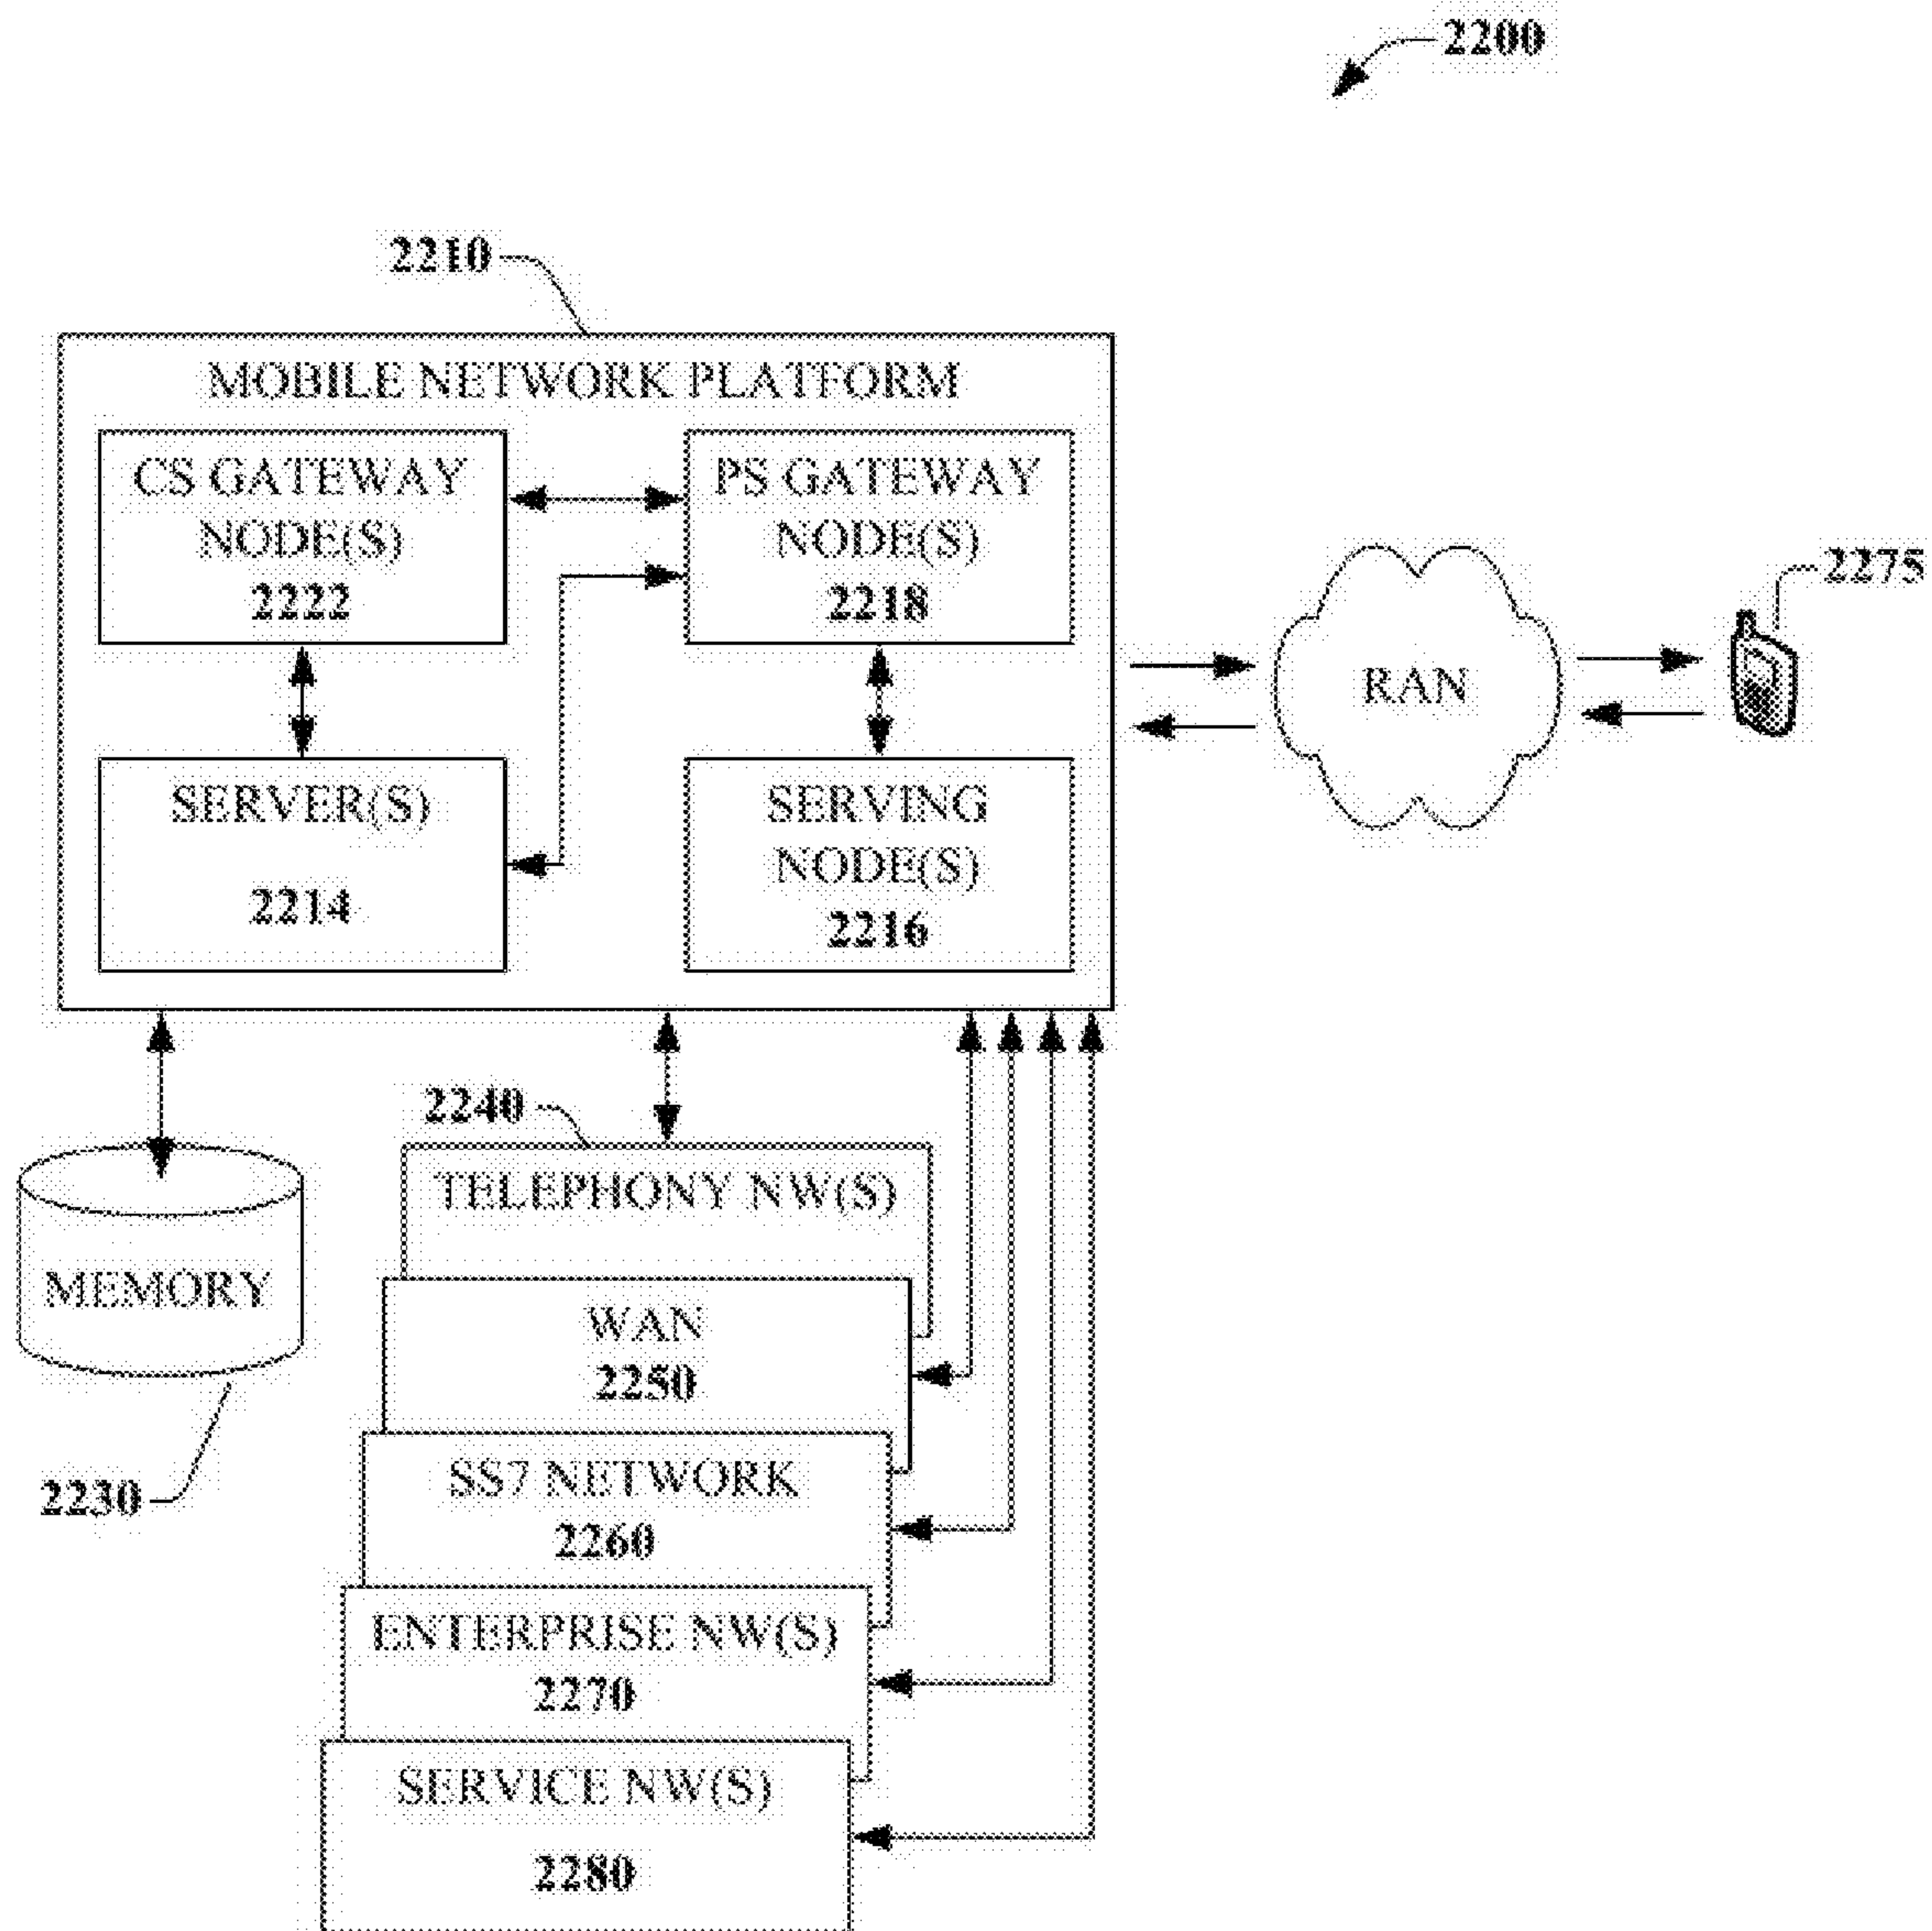 2200
2210
MOBILE NETWORK PLATFORM
CS GATEWAY
NODE(S)
2222
PS GATEWAY
NODE(S)
2218
SERVER(S)
2214
SERVING
NODE(S)
2216
RAN
2275
2240
TELEPHONY NW(S)
MEMORY
2230
WAN
2250
SS7 NETWORK
2260
ENTERPRISE NW(S)
2270
SERVICE NW(S)
2280